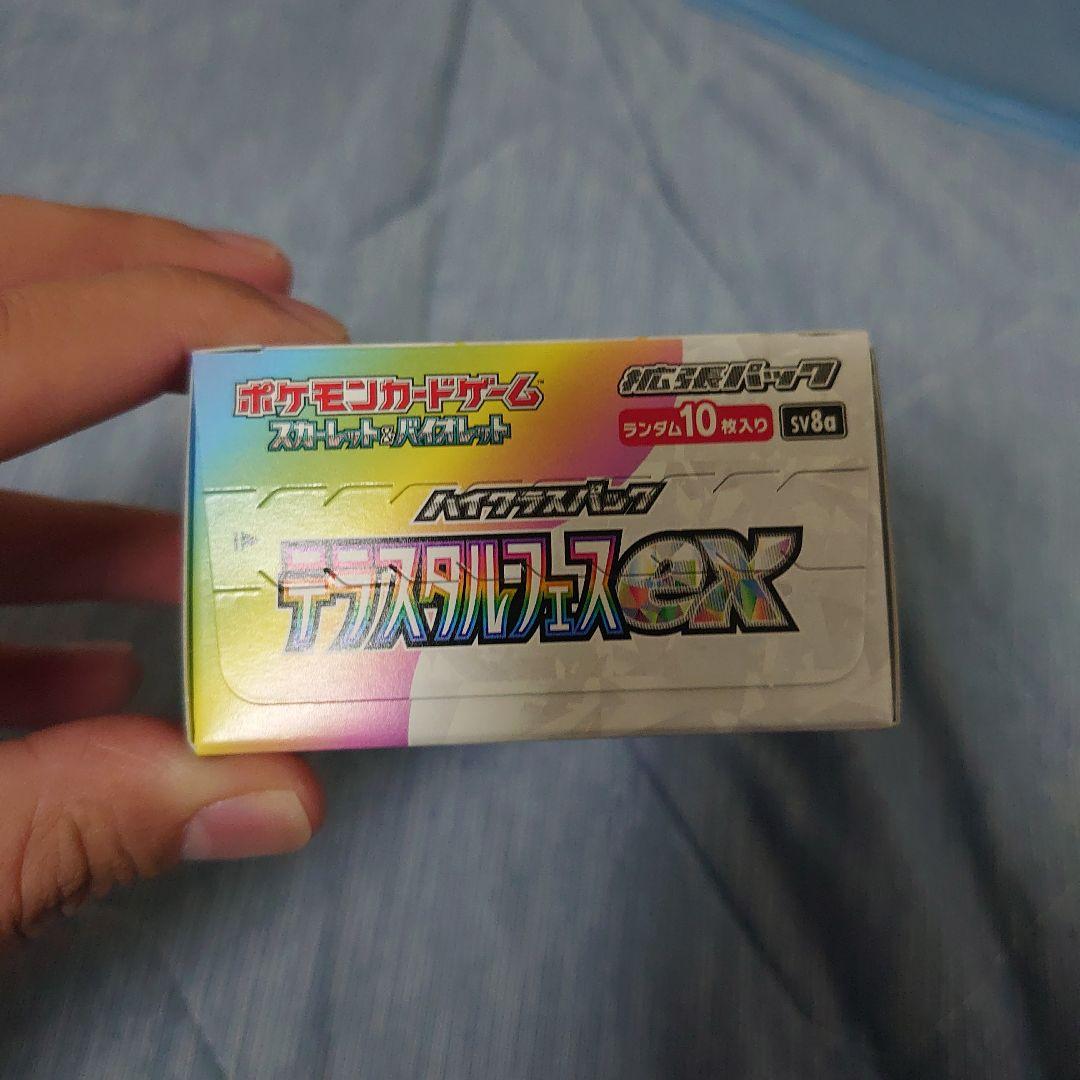 ポケモンカードゲーム™
スカーレット&バイオレット
拡張パック
ランダム10枚入り SV8a
ハイクラスパック
テラスタルフェスex